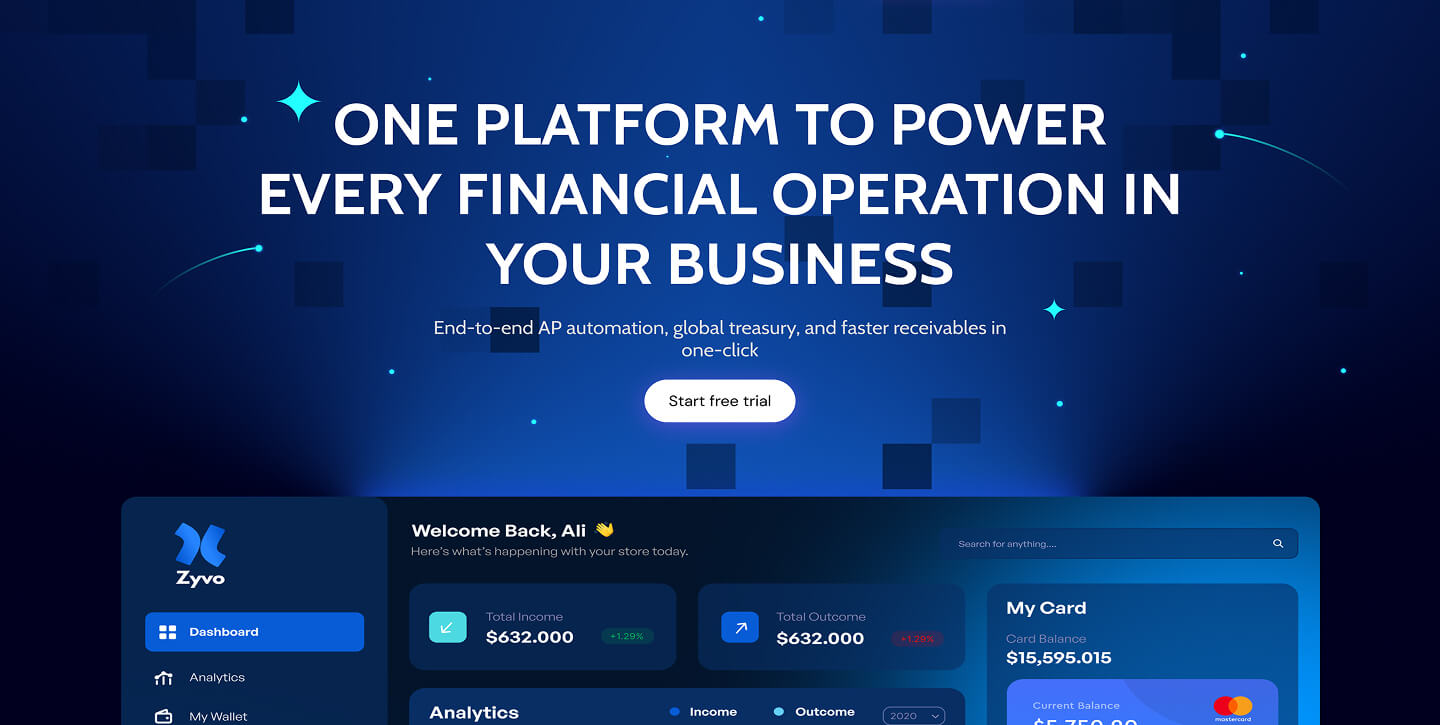 ONE PLATFORM TO POWER
EVERY FINANCIAL OPERATION IN
YOUR BUSINESS
End-to-end AP automation, global treasury, and faster receivables in
one-click
Start free trial
Zyvo
Dashboard
Analytics
My Wallet
Welcome Back, Ali 👋
Here's what's happening with your store today.
Search for anything....
Total Income
$632.000
+1.29%
Total Outcome
$632.000
+1.29%
Analytics
Income
Outcome
2020
My Card
Card Balance
$15,595.015
Current Balance
mastercard